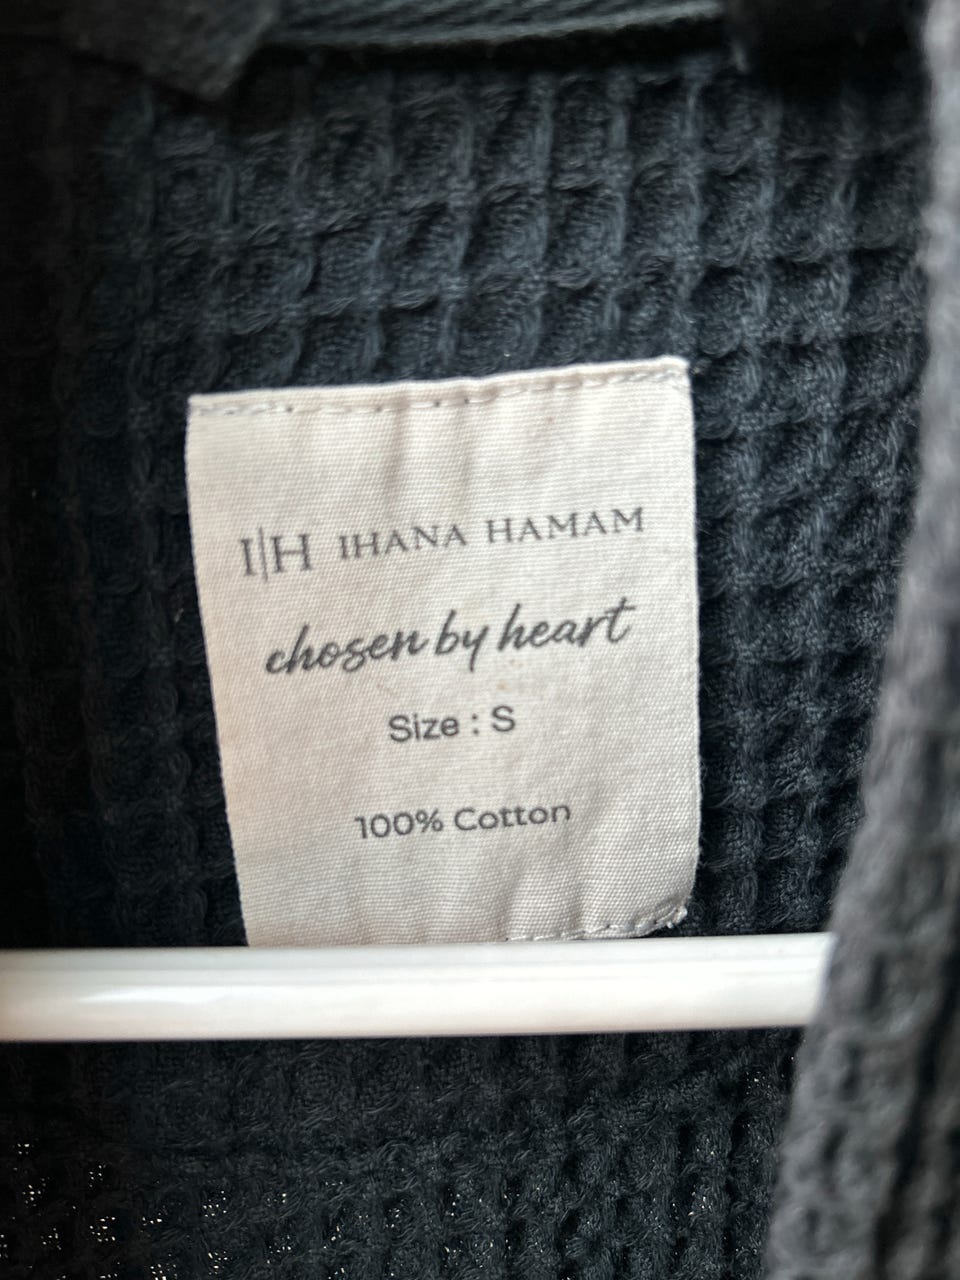 I|H IHANA HAMAM
chosen by heart
Size : S
100% Cotton